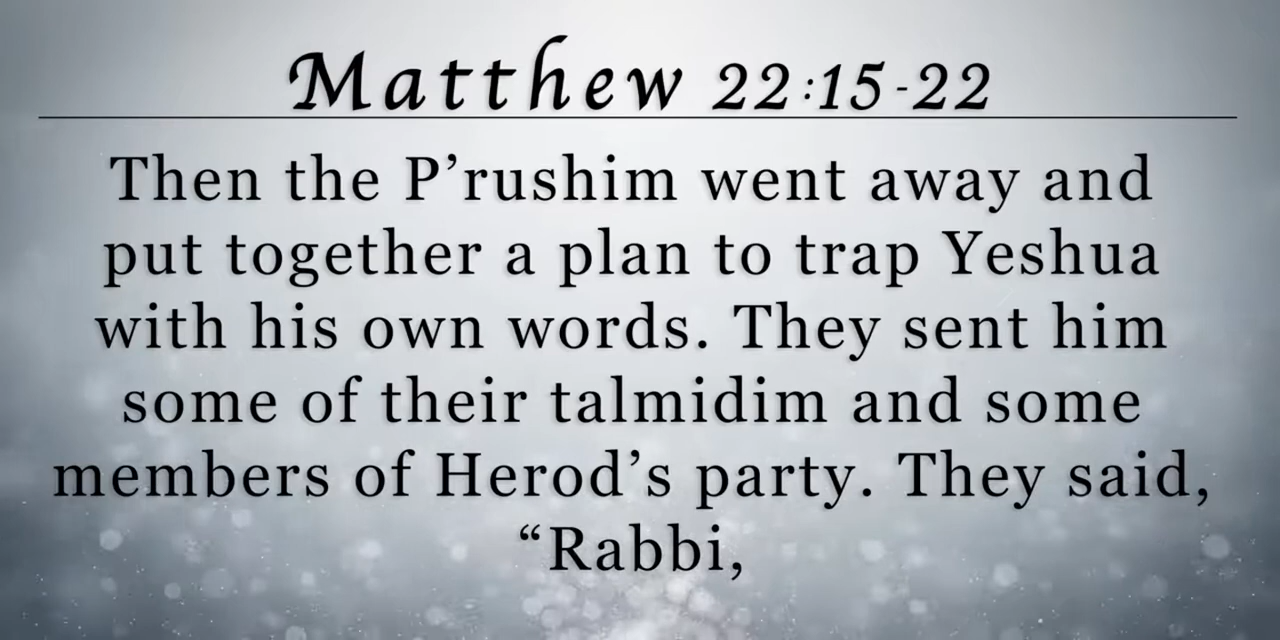 Matthew 22:15-22
Then the P’rushim went away and
put together a plan to trap Yeshua
with his own words. They sent him
some of their talmidim and some
members of Herod’s party. They said,
“Rabbi,